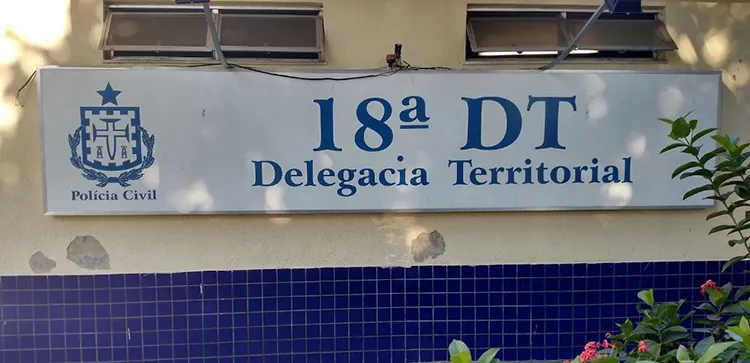 18ª DT
Delegacia Territorial
Polícia Civil